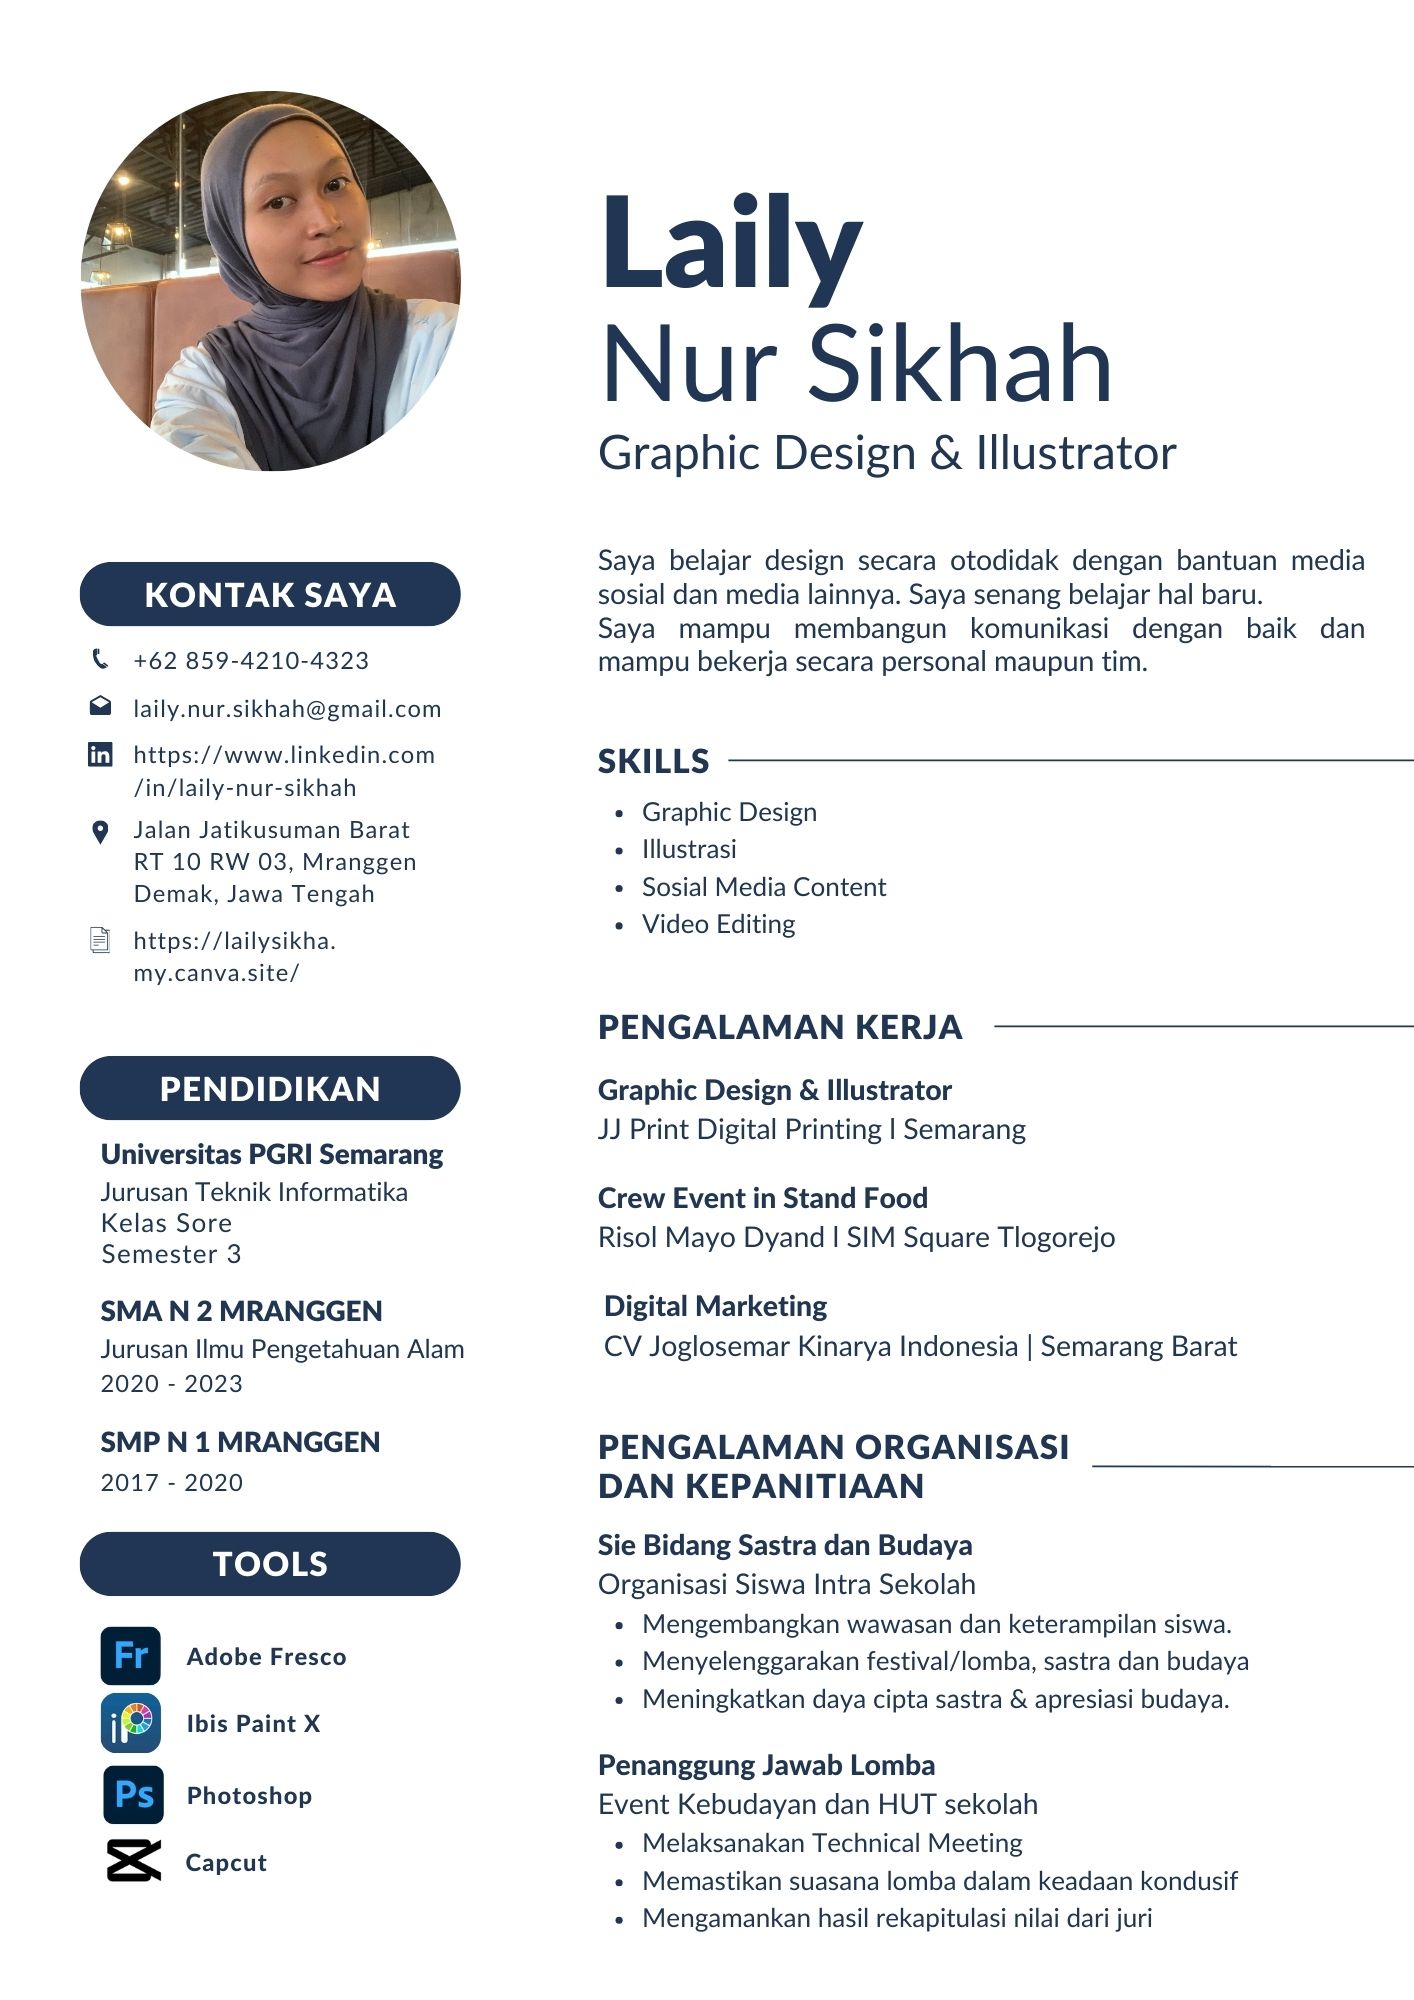 Laily
Nur Sikhah
Graphic Design & Illustrator
KONTAK SAYA
+62 859-4210-4323
laily.nur.sikhah@gmail.com
in
https://www.linkedin.com
/in/laily-nur-sikhah
Jalan Jatikusuman Barat
RT 10 RW 03, Mranggen
Demak, Jawa Tengah
https://lailysikha.
my.canva.site/
PENDIDIKAN
Universitas PGRI Semarang
Jurusan Teknik Informatika
Kelas Sore
Semester 3
SMA N 2 MRANGGEN
Jurusan Ilmu Pengetahuan Alam
2020 - 2023
SMP N 1 MRANGGEN
2017 - 2020
TOOLS
Fr Adobe Fresco
iP Ibis Paint X
Ps Photoshop
Capcut
Saya belajar design secara otodidak dengan bantuan media
sosial dan media lainnya. Saya senang belajar hal baru.
Saya mampu membangun komunikasi dengan baik dan
mampu bekerja secara personal maupun tim.
SKILLS
• Graphic Design
• Illustrasi
• Sosial Media Content
• Video Editing
PENGALAMAN KERJA
Graphic Design & Illustrator
JJ Print Digital Printing l Semarang
Crew Event in Stand Food
Risol Mayo Dyand l SIM Square Tlogorejo
Digital Marketing
CV Joglosemar Kinarya Indonesia | Semarang Barat
PENGALAMAN ORGANISASI
DAN KEPANITIAAN
Sie Bidang Sastra dan Budaya
Organisasi Siswa Intra Sekolah
• Mengembangkan wawasan dan keterampilan siswa.
• Menyelenggarakan festival/lomba, sastra dan budaya
• Meningkatkan daya cipta sastra & apresiasi budaya.
Penanggung Jawab Lomba
Event Kebudayan dan HUT sekolah
• Melaksanakan Technical Meeting
• Memastikan suasana lomba dalam keadaan kondusif
• Mengamankan hasil rekapitulasi nilai dari juri